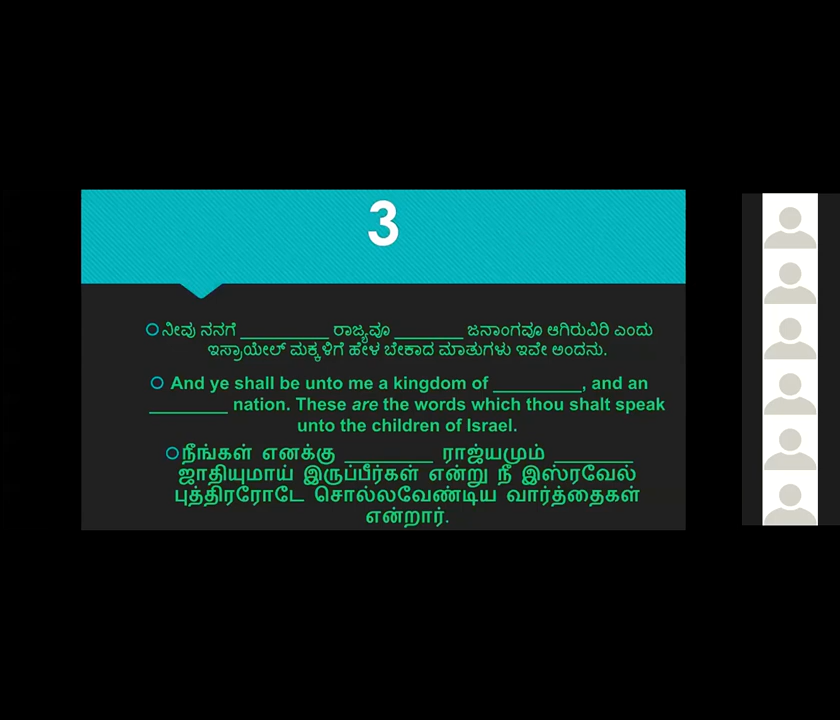 3
ನೀವು ನನಗೆ _________ ರಾಜ್ಯವೂ _______ ಜನಾಂಗವೂ ಆಗಿರುವಿರಿ ಎಂದು
ಇಸ್ರಾಯೇಲ್ ಮಕ್ಕಳಿಗೆ ಹೇಳ ಬೇಕಾದ ಮಾತುಗಳು ಇವೇ ಅಂದನು.
And ye shall be unto me a kingdom of _________, and an
________ nation. These are the words which thou shalt speak
unto the children of Israel.
நீங்கள் எனக்கு _________ ராஜ்யமும் ________
ஜாதியுமாய் இருப்பீர்கள் என்று நீ இஸ்ரவேல்
புத்திரரோடே சொல்லவேண்டிய வார்த்தைகள்
என்றார்.